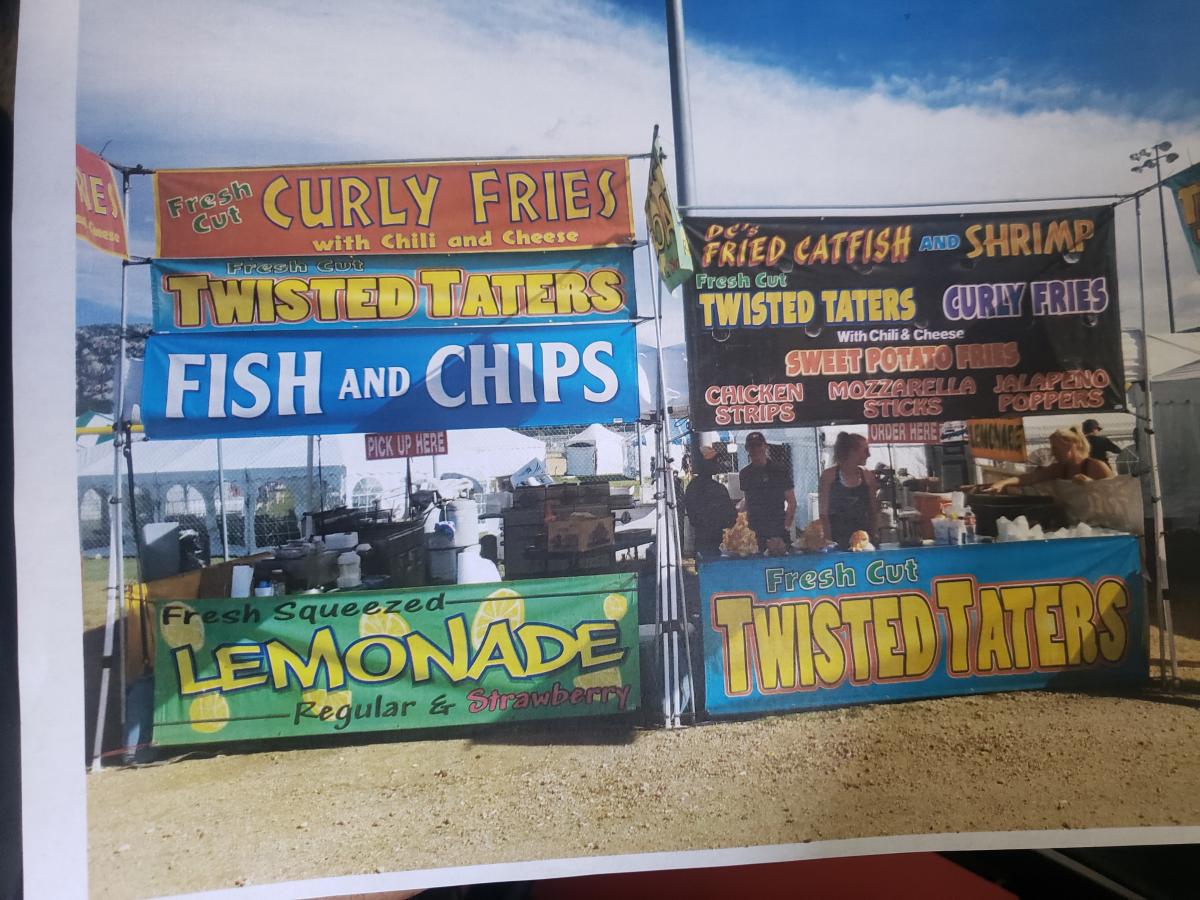 RIES
Cheese
Fresh
Cut
CURLY FRIES
with Chili and Cheese
Fresh Cut
TWISTED TATERS
FISH AND CHIPS
PICK UP HERE
Fresh Squeezed
LEMONADE
Regular & Strawberry
DC's
FRIED CATFISH AND SHRIMP
Fresh Cut
TWISTED TATERS CURLY FRIES
With Chili & Cheese
SWEET POTATO FRIES
CHICKEN STRIPS
MOZZARELLA STICKS
JALAPENO POPPERS
ORDER HERE
LEMONADE
Fresh Cut
TWISTED TATERS